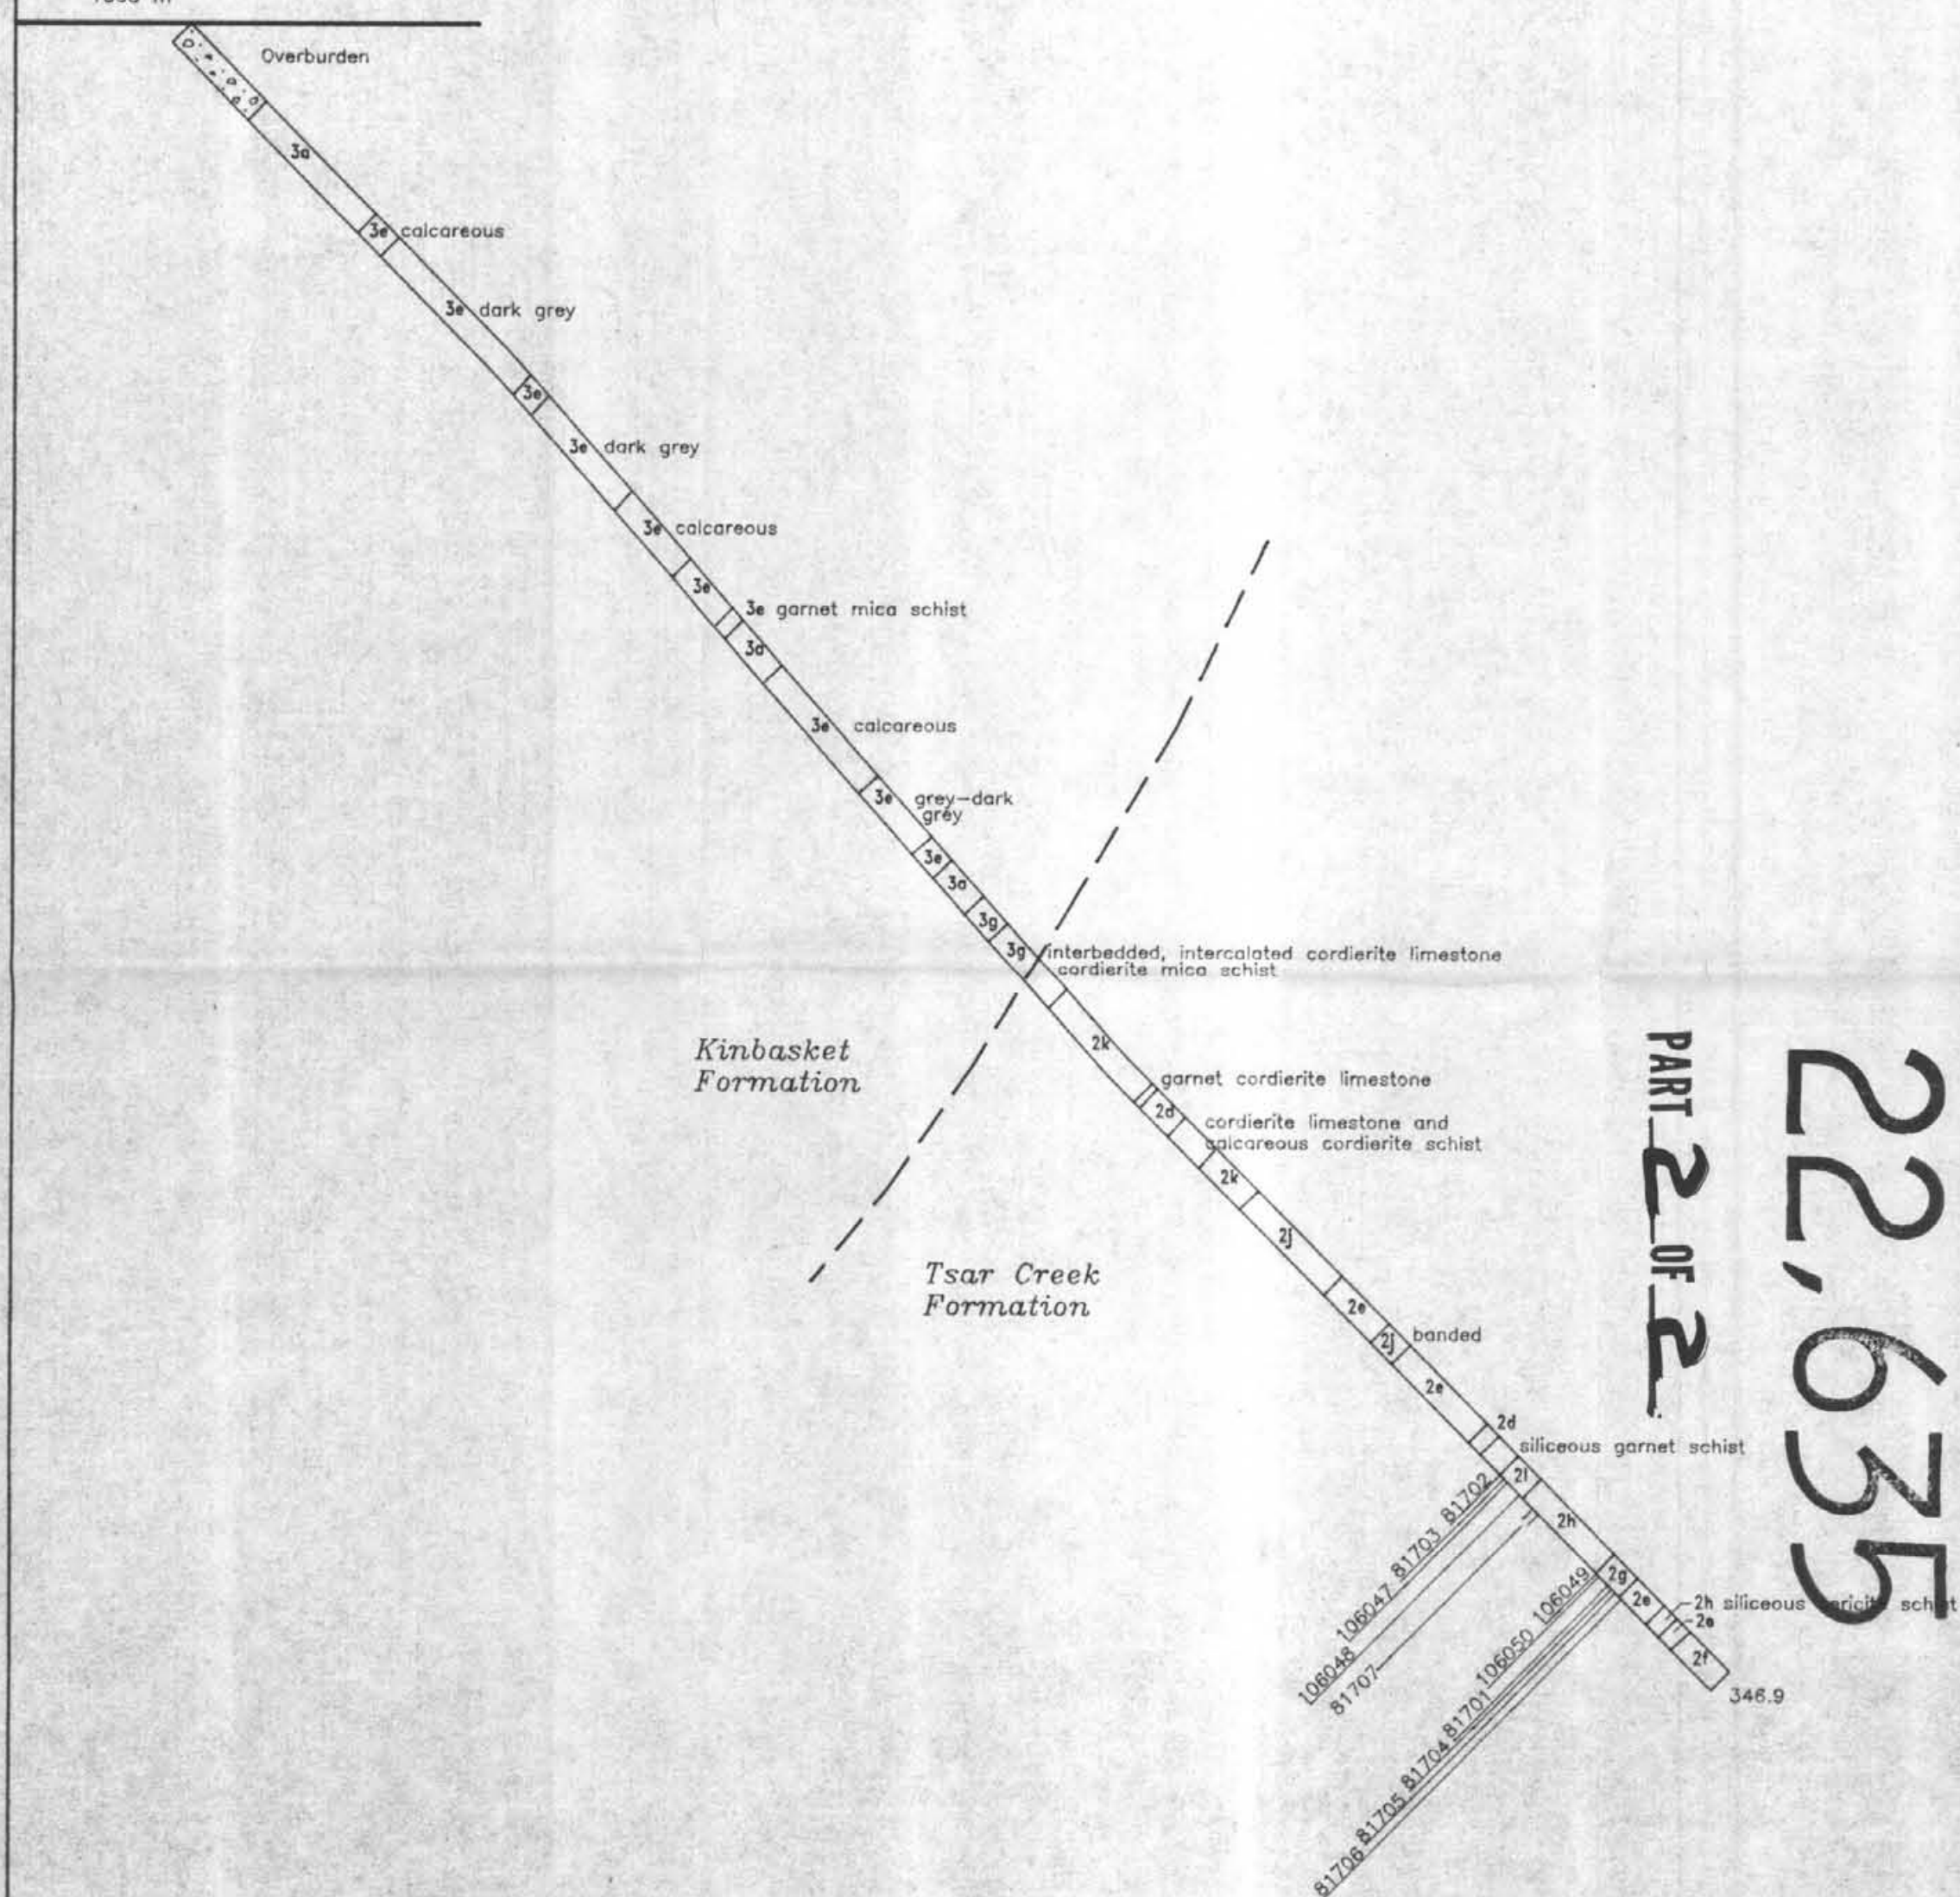 Overburden
3a
3e calcareous
3e dark grey
3e
3e dark grey
3e calcareous
3e
3e garnet mica schist
3d
3e calcareous
3e grey-dark
grey
3e
3a
3g
3g interbedded, intercalated cordierite limestone
cordierite mica schist
2k
Kinbasket
Formation
garnet cordierite limestone
2d
cordierite limestone and
calcareous cordierite schist
2k
2j
Tsar Creek
Formation
2e
2j banded
2e
2d
siliceous garnet schist
2i
2h
2g
2e
2h siliceous sericite schist
2e
2f
346.9
81702
81703
106047
106048
81707
106049
106050
81701
81704
81705
81706
PART 2 OF 2
22,635